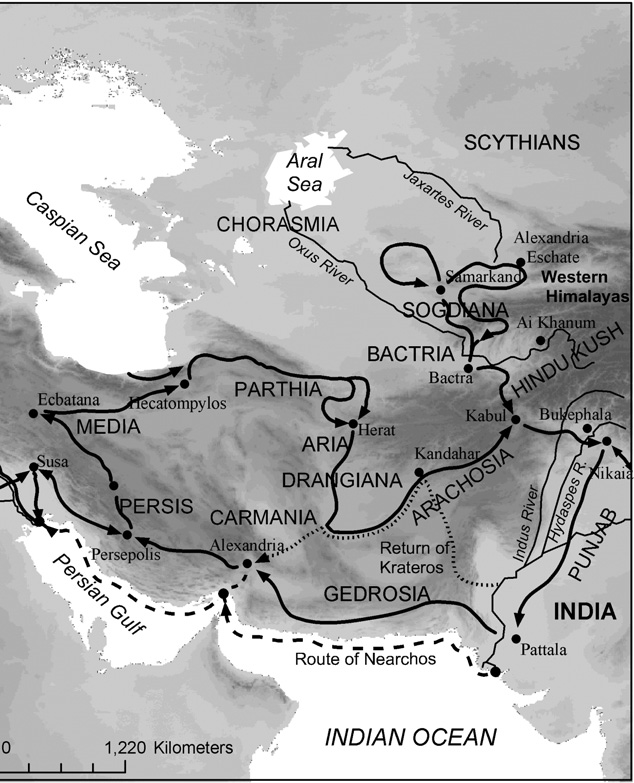 SCYTHIANS
Aral
Sea
Jaxartes River
Caspian Sea
CHORASMIA
Oxus River
Alexandria
Eschate
Samarkand
Western
Himalayas
SOGDIANA
Ai Khanum
BACTRIA
Bactra
HINDU KUSH
Ecbatana
Hecatompylos
PARTHIA
MEDIA
Kabul
Bukephala
ARIA
Herat
Susa
Kandahar
Nikaia
DRANGIANA
ARACHOSIA
Indus River
Hydaspes R.
PERSIS
CARMANIA
Persepolis
Alexandria
Return of
Krateros
PUNJAB
Persian Gulf
GEDROSIA
INDIA
Pattala
Route of Nearchos
INDIAN OCEAN
0
1,220 Kilometers